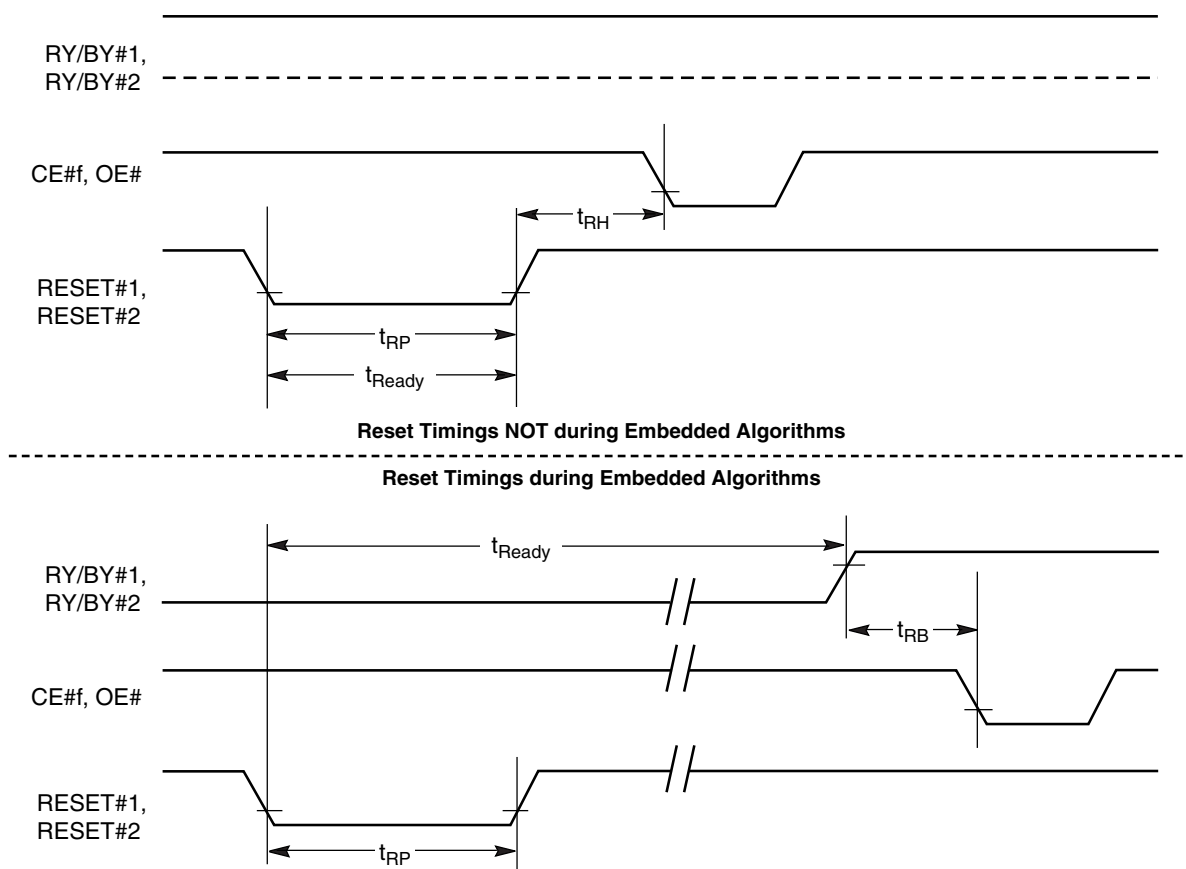 RY/BY#1,
RY/BY#2
CE#f, OE#
tRH
RESET#1,
RESET#2
tRP
tReady
Reset Timings NOT during Embedded Algorithms
Reset Timings during Embedded Algorithms
tReady
RY/BY#1,
RY/BY#2
tRB
CE#f, OE#
RESET#1,
RESET#2
tRP